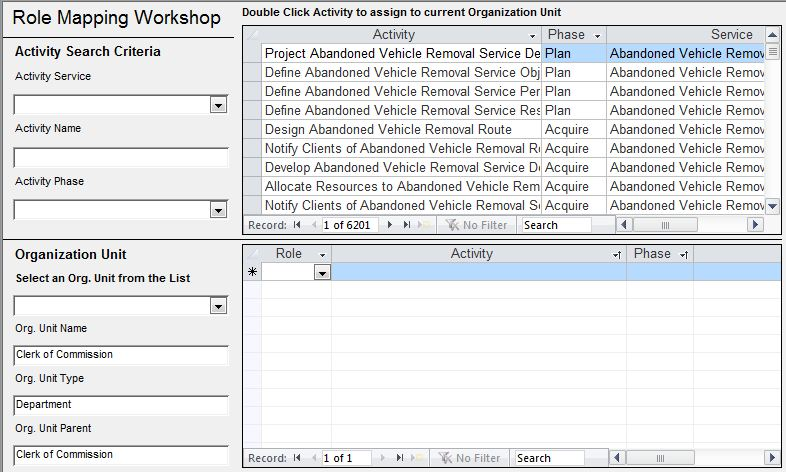 Role Mapping Workshop
Activity Search Criteria
Activity Service
Activity Name
Activity Phase
Double Click Activity to assign to current Organization Unit
Activity Phase Service
Project Abandoned Vehicle Removal Service De Plan Abandoned Vehicle Remov
Define Abandoned Vehicle Removal Service Obj Plan Abandoned Vehicle Remov
Define Abandoned Vehicle Removal Service Per Plan Abandoned Vehicle Remov
Define Abandoned Vehicle Removal Service Res Plan Abandoned Vehicle Remov
Design Abandoned Vehicle Removal Route Acquire Abandoned Vehicle Remov
Notify Clients of Abandoned Vehicle Removal R Acquire Abandoned Vehicle Remov
Develop Abandoned Vehicle Removal Service D Acquire Abandoned Vehicle Remov
Allocate Resources to Abandoned Vehicle Rem Acquire Abandoned Vehicle Remov
Notify Clients of Abandoned Vehicle Removal S Acquire Abandoned Vehicle Remov
Record: 1 of 6201 No Filter Search
Organization Unit
Select an Org. Unit from the List
Org. Unit Name
Clerk of Commission
Org. Unit Type
Department
Org. Unit Parent
Clerk of Commission
Role Activity Phase
Record: 1 of 1 No Filter Search